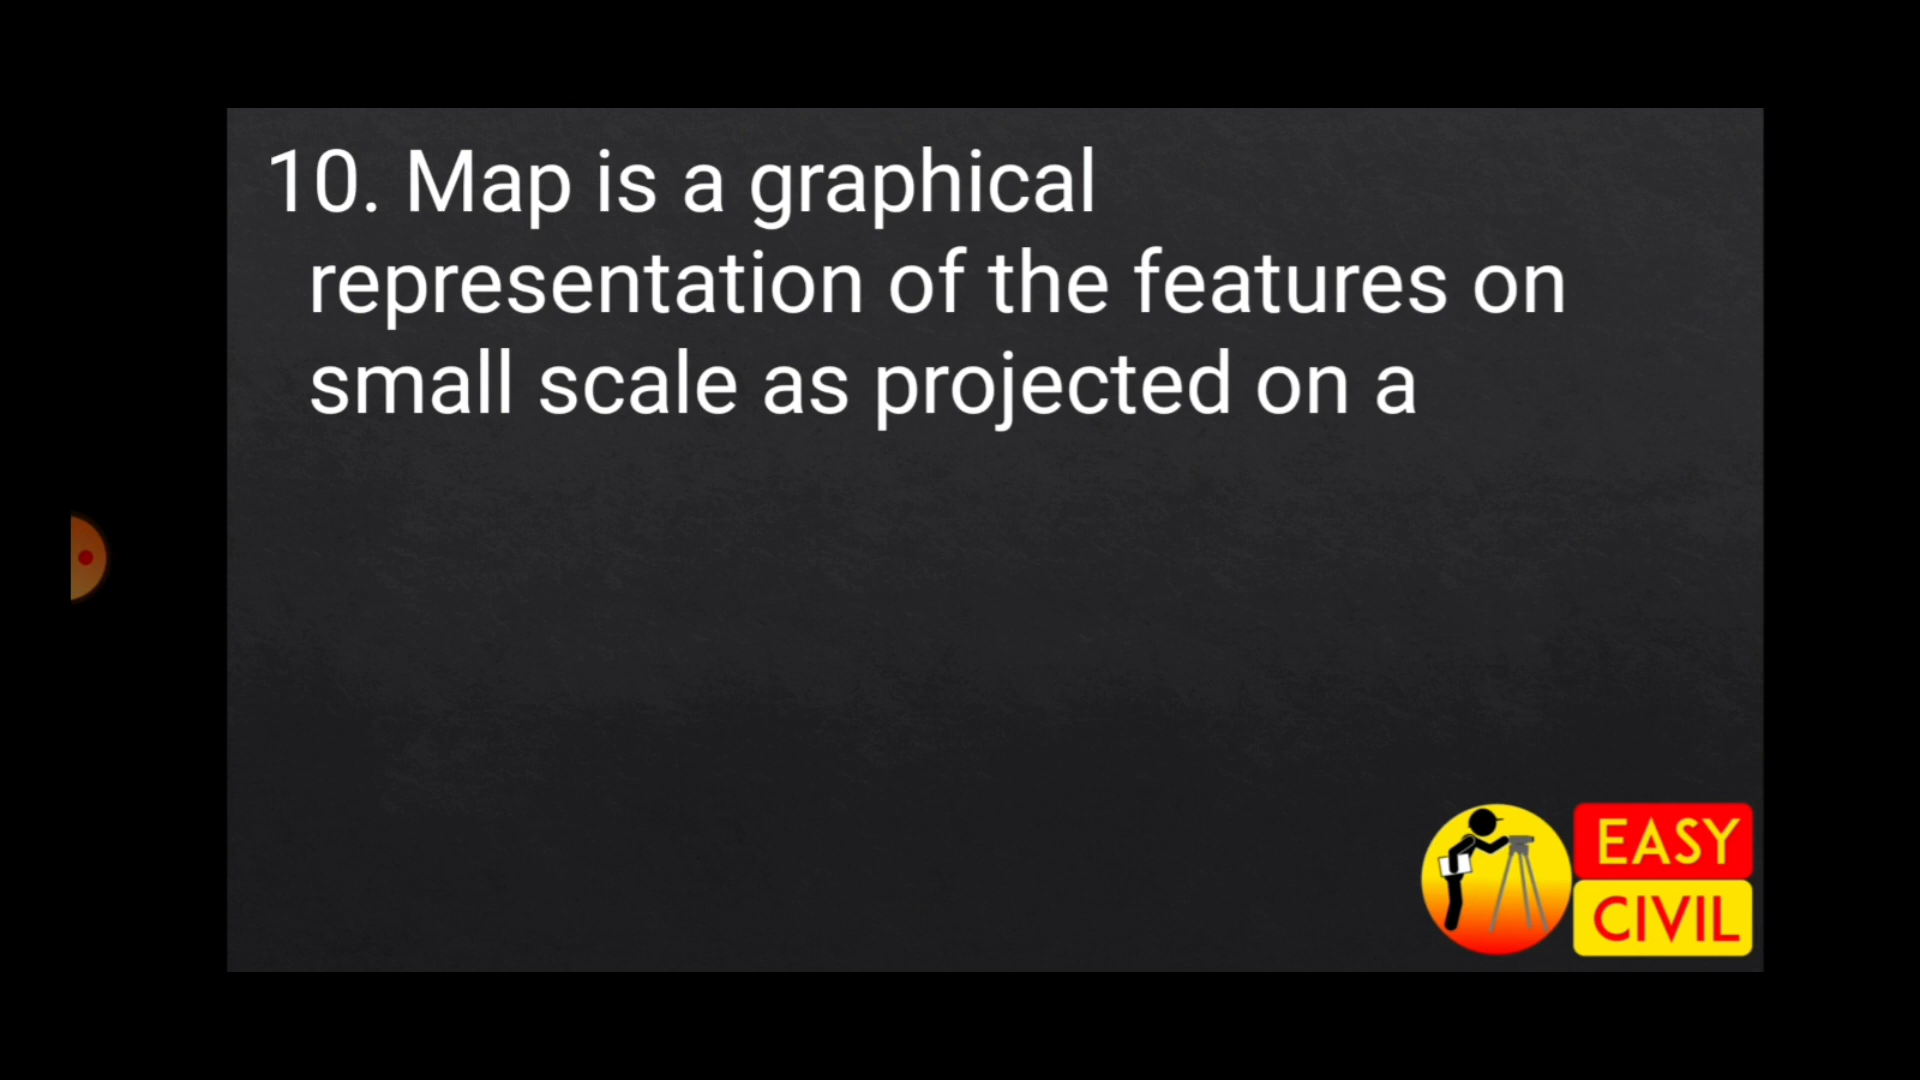 10. Map is a graphical
representation of the features on
small scale as projected on a
EASY
CIVIL